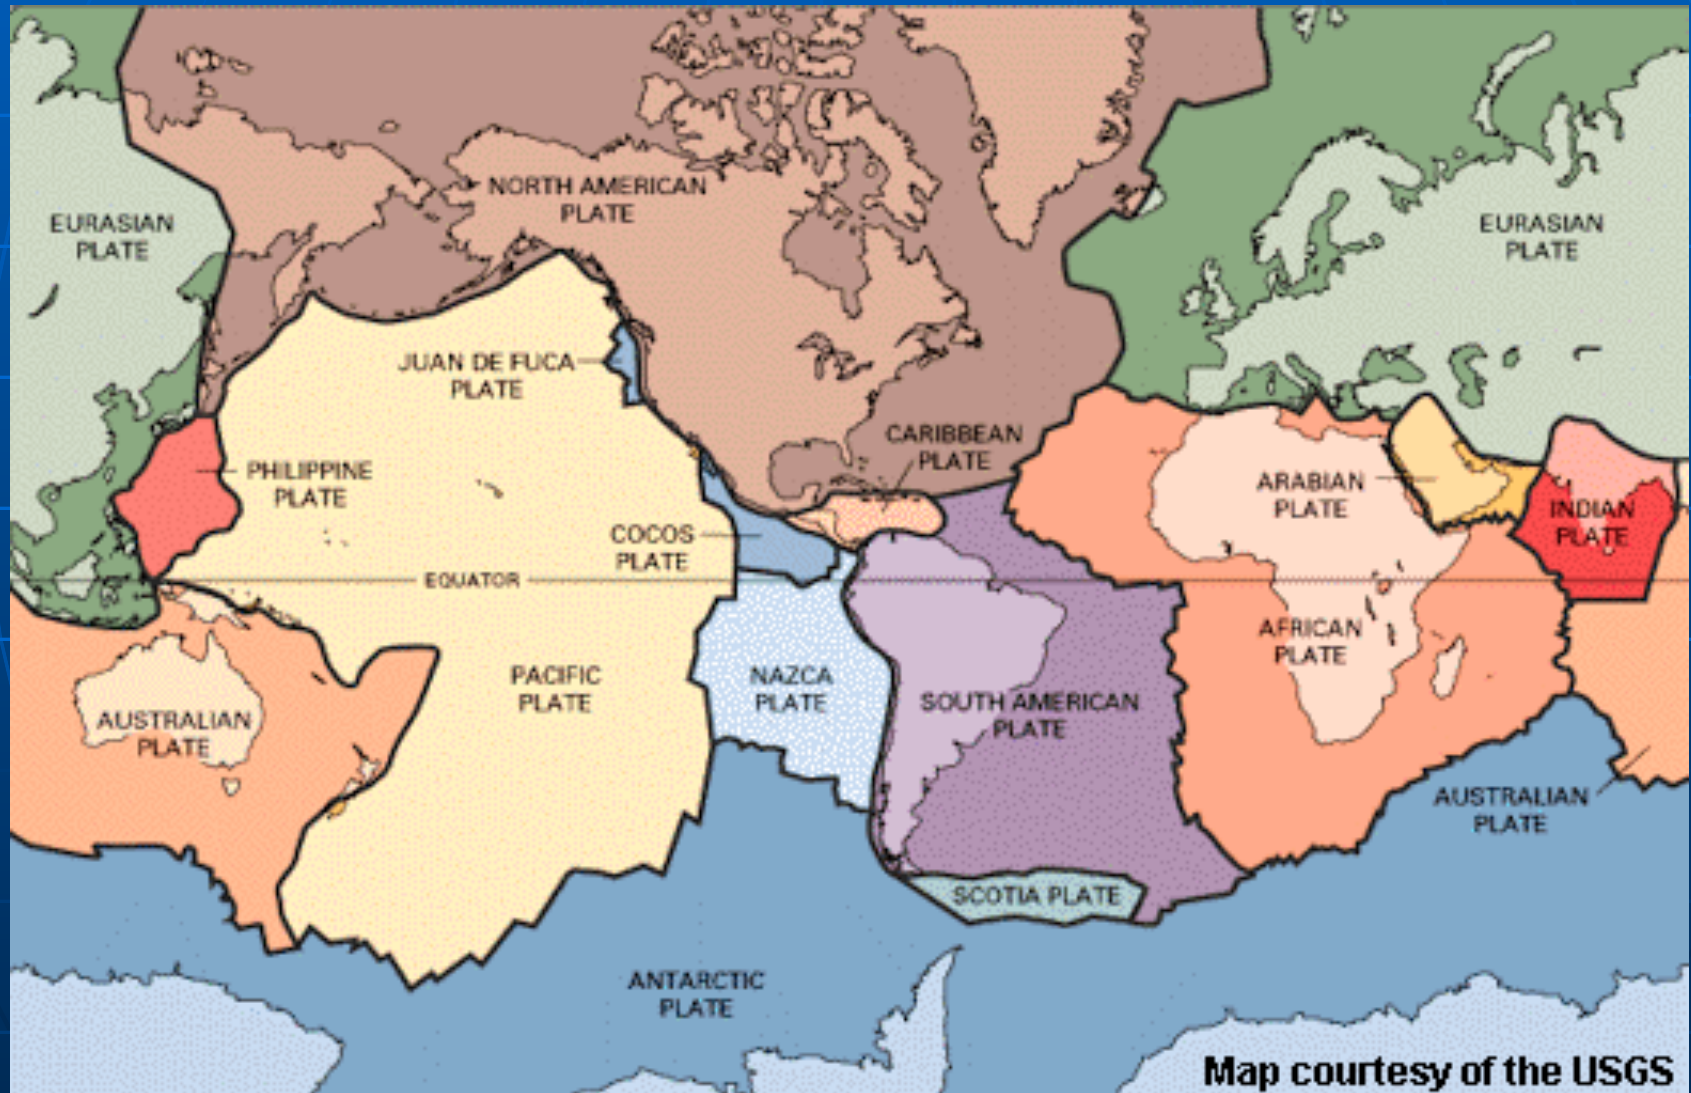 NORTH AMERICAN
PLATE
EURASIAN
PLATE
EURASIAN
PLATE
JUAN DE FUCA
PLATE
CARIBBEAN
PLATE
PHILIPPINE
PLATE
ARABIAN
PLATE
INDIAN
PLATE
COCOS
PLATE
EQUATOR
AFRICAN
PLATE
PACIFIC
PLATE
NAZCA
PLATE
SOUTH AMERICAN
PLATE
AUSTRALIAN
PLATE
AUSTRALIAN
PLATE
SCOTIA PLATE
ANTARCTIC
PLATE
Map courtesy of the USGS